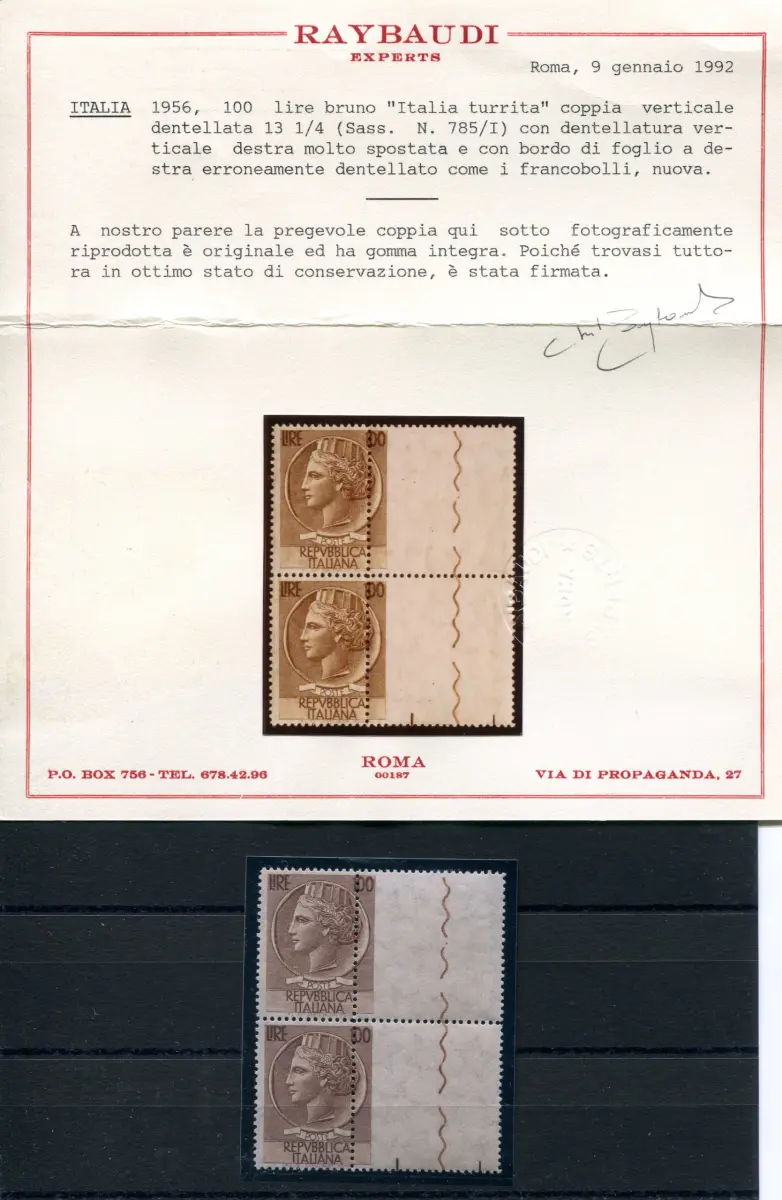 RAYBAUDI
EXPERTS
Roma, 9 gennaio 1992
ITALIA 1956, 100 lire bruno "Italia turrita" coppia verticale
dentellata 13 1/4 (Sass. N. 785/I) con dentellatura ver-
ticale destra molto spostata e con bordo di foglio a de-
stra erroneamente dentellato come i francobolli, nuova.
A nostro parere la pregevole coppia qui sotto fotograficamente
riprodotta è originale ed ha gomma integra. Poiché trovasi tutto-
ra in ottimo stato di conservazione, è stata firmata.
LIRE 100
POSTE
REPVBBLICA
ITALIANA
LIRE 100
POSTE
REPVBBLICA
ITALIANA
ROMA
00187
P.O. BOX 756 - TEL. 678.42.96
VIA DI PROPAGANDA, 27
LIRE 100
POSTE
REPVBBLICA
ITALIANA
LIRE 100
POSTE
REPVBBLICA
ITALIANA